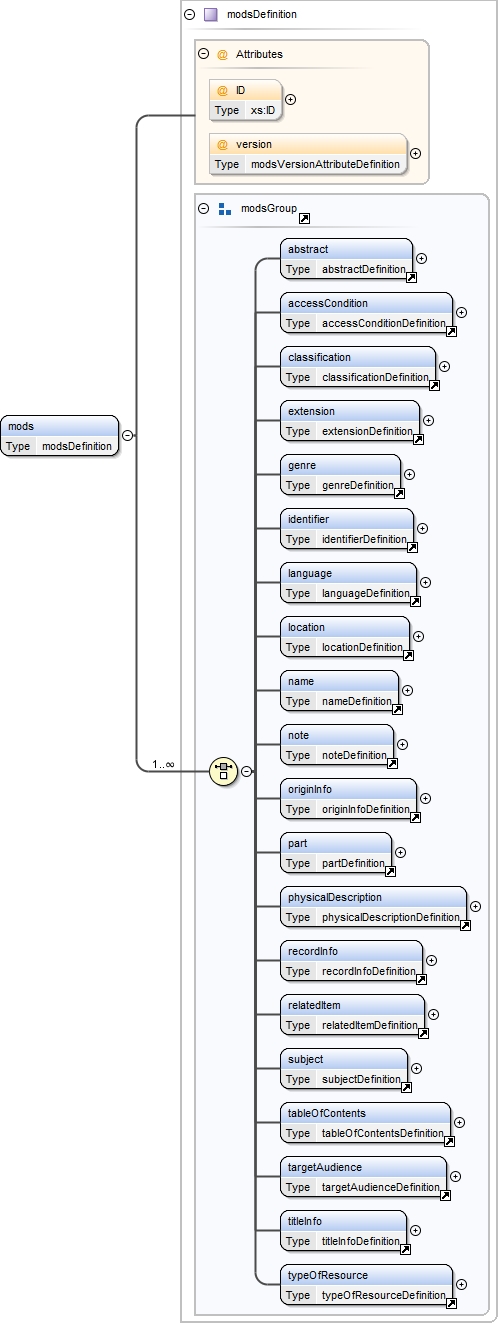 modsDefinition
@ Attributes
@ ID
Type xs:ID
@ version
Type modsVersionAttributeDefinition
modsGroup
abstract
Type abstractDefinition
accessCondition
Type accessConditionDefinition
classification
Type classificationDefinition
extension
Type extensionDefinition
mods
Type modsDefinition
genre
Type genreDefinition
identifier
Type identifierDefinition
language
Type languageDefinition
location
Type locationDefinition
name
Type nameDefinition
note
Type noteDefinition
1..∞
originInfo
Type originInfoDefinition
part
Type partDefinition
physicalDescription
Type physicalDescriptionDefinition
recordInfo
Type recordInfoDefinition
relatedItem
Type relatedItemDefinition
subject
Type subjectDefinition
tableOfContents
Type tableOfContentsDefinition
targetAudience
Type targetAudienceDefinition
titleInfo
Type titleInfoDefinition
typeOfResource
Type typeOfResourceDefinition